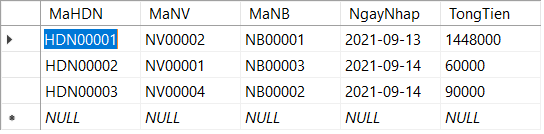 MaHDN MaNV MaNB NgayNhap TongTien
HDN00001 NV00002 NB00001 2021-09-13 1448000
HDN00002 NV00001 NB00003 2021-09-14 60000
HDN00003 NV00004 NB00002 2021-09-14 90000
NULL NULL NULL NULL NULL